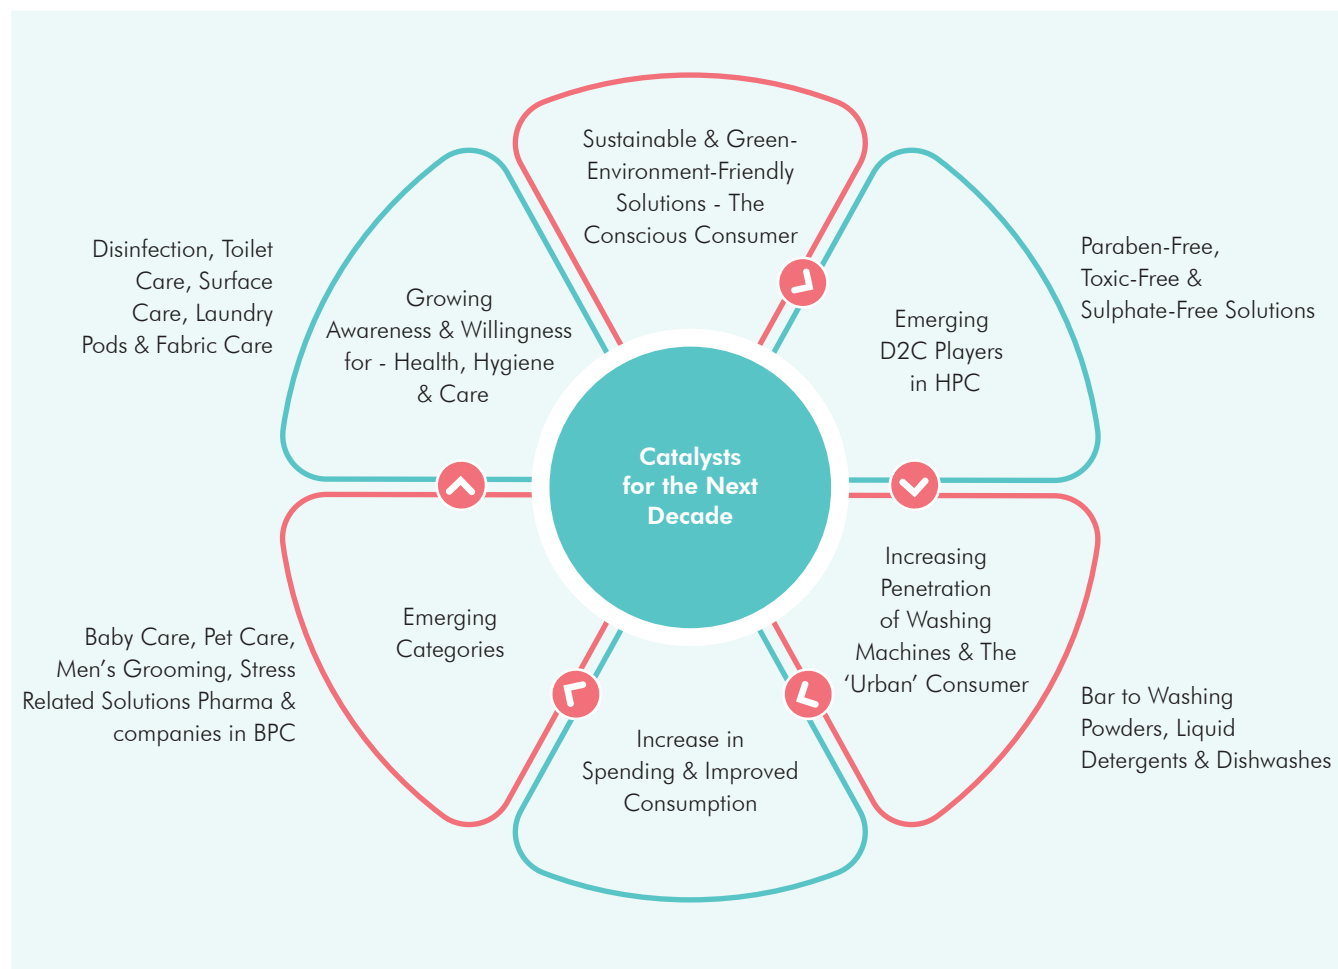 Sustainable & Green-
Environment-Friendly
Solutions - The
Conscious Consumer
Disinfection, Toilet
Care, Surface
Care, Laundry
Pods & Fabric Care
Growing
Awareness & Willingness
for - Health, Hygiene
& Care
Emerging
D2C Players
in HPC
Paraben-Free,
Toxic-Free &
Sulphate-Free Solutions
Catalysts
for the Next
Decade
Baby Care, Pet Care,
Men’s Grooming, Stress
Related Solutions Pharma &
companies in BPC
Emerging
Categories
Increase in
Spending & Improved
Consumption
Increasing
Penetration
of Washing
Machines & The
‘Urban’ Consumer
Bar to Washing
Powders, Liquid
Detergents & Dishwashes